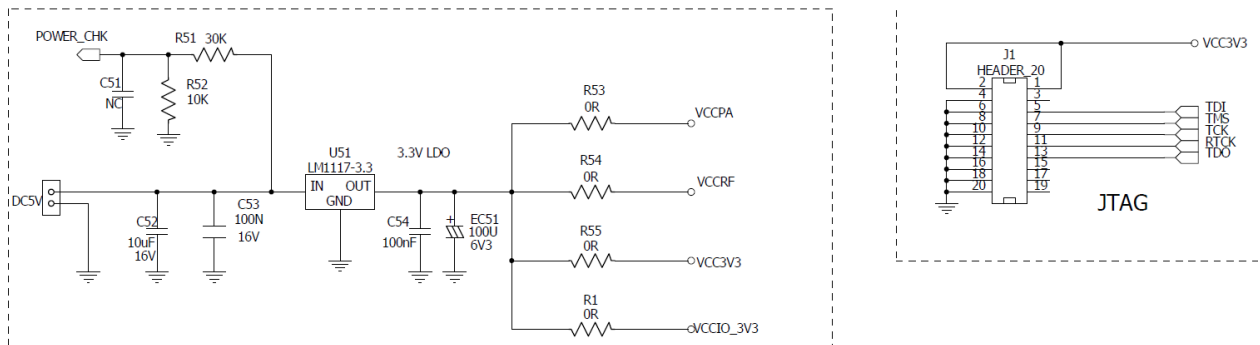 POWER_CHK
R51 30K
C51
NC
R52
10K
DC5V
C52
10uF
16V
C53
100N
16V
U51
LM1117-3.3
3.3V LDO
IN OUT
GND
C54
100nF
+
EC51
100U
6V3
R53
0R
VCCPA
R54
0R
VCCRF
R55
0R
VCC3V3
R1
0R
VCCIO_3V3
VCC3V3
J1
HEADER_20
2 1
4 3
6 5 TDI
8 7 TMS
10 9 TCK
12 11 RTCK
14 13 TDO
16 15
18 17
20 19
JTAG